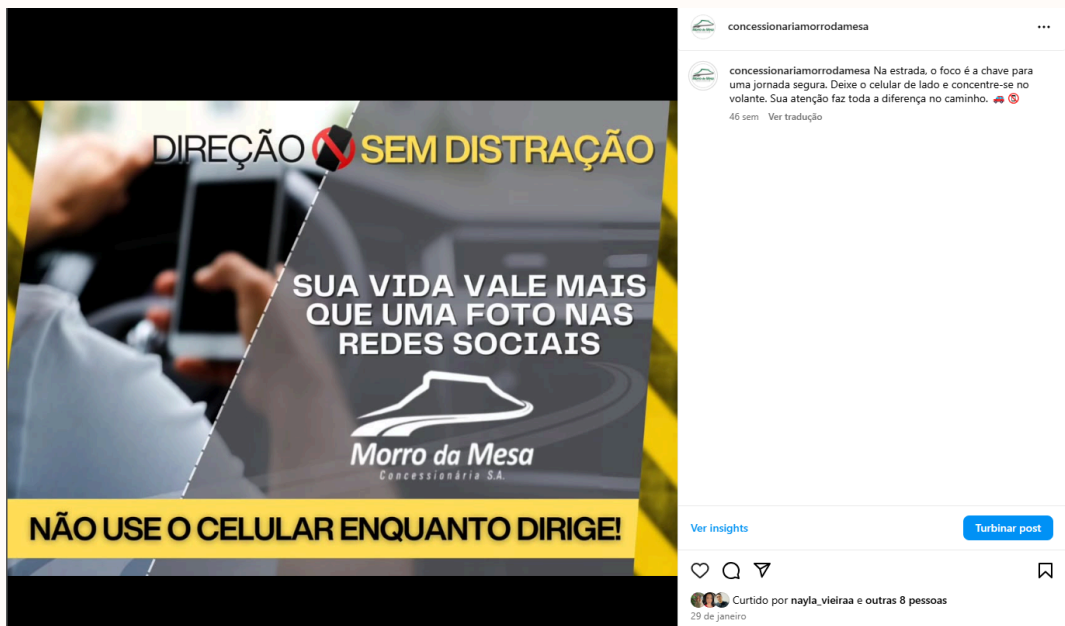 DIREÇÃO SEM DISTRAÇÃO
SUA VIDA VALE MAIS
QUE UMA FOTO NAS
REDES SOCIAIS
Morro da Mesa
Concessionária S.A.
NÃO USE O CELULAR ENQUANTO DIRIGE!
concessionariamorrodamesa
concessionariamorrodamesa Na estrada, o foco é a chave para
uma jornada segura. Deixe o celular de lado e concentre-se no
volante. Sua atenção faz toda a diferença no caminho. 🚗 📵
46 sem Ver tradução
Ver insights
Turbinar post
Curtido por nayla_vieiraa e outras 8 pessoas
29 de janeiro